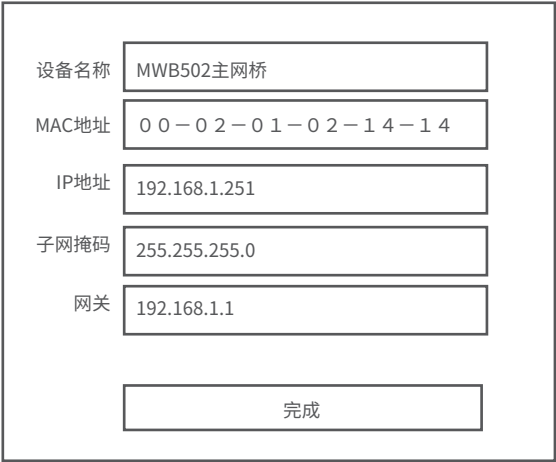 设备名称 MWB502主网桥
MAC地址 00-02-01-02-14-14
IP地址 192.168.1.251
子网掩码 255.255.255.0
网关 192.168.1.1
完成